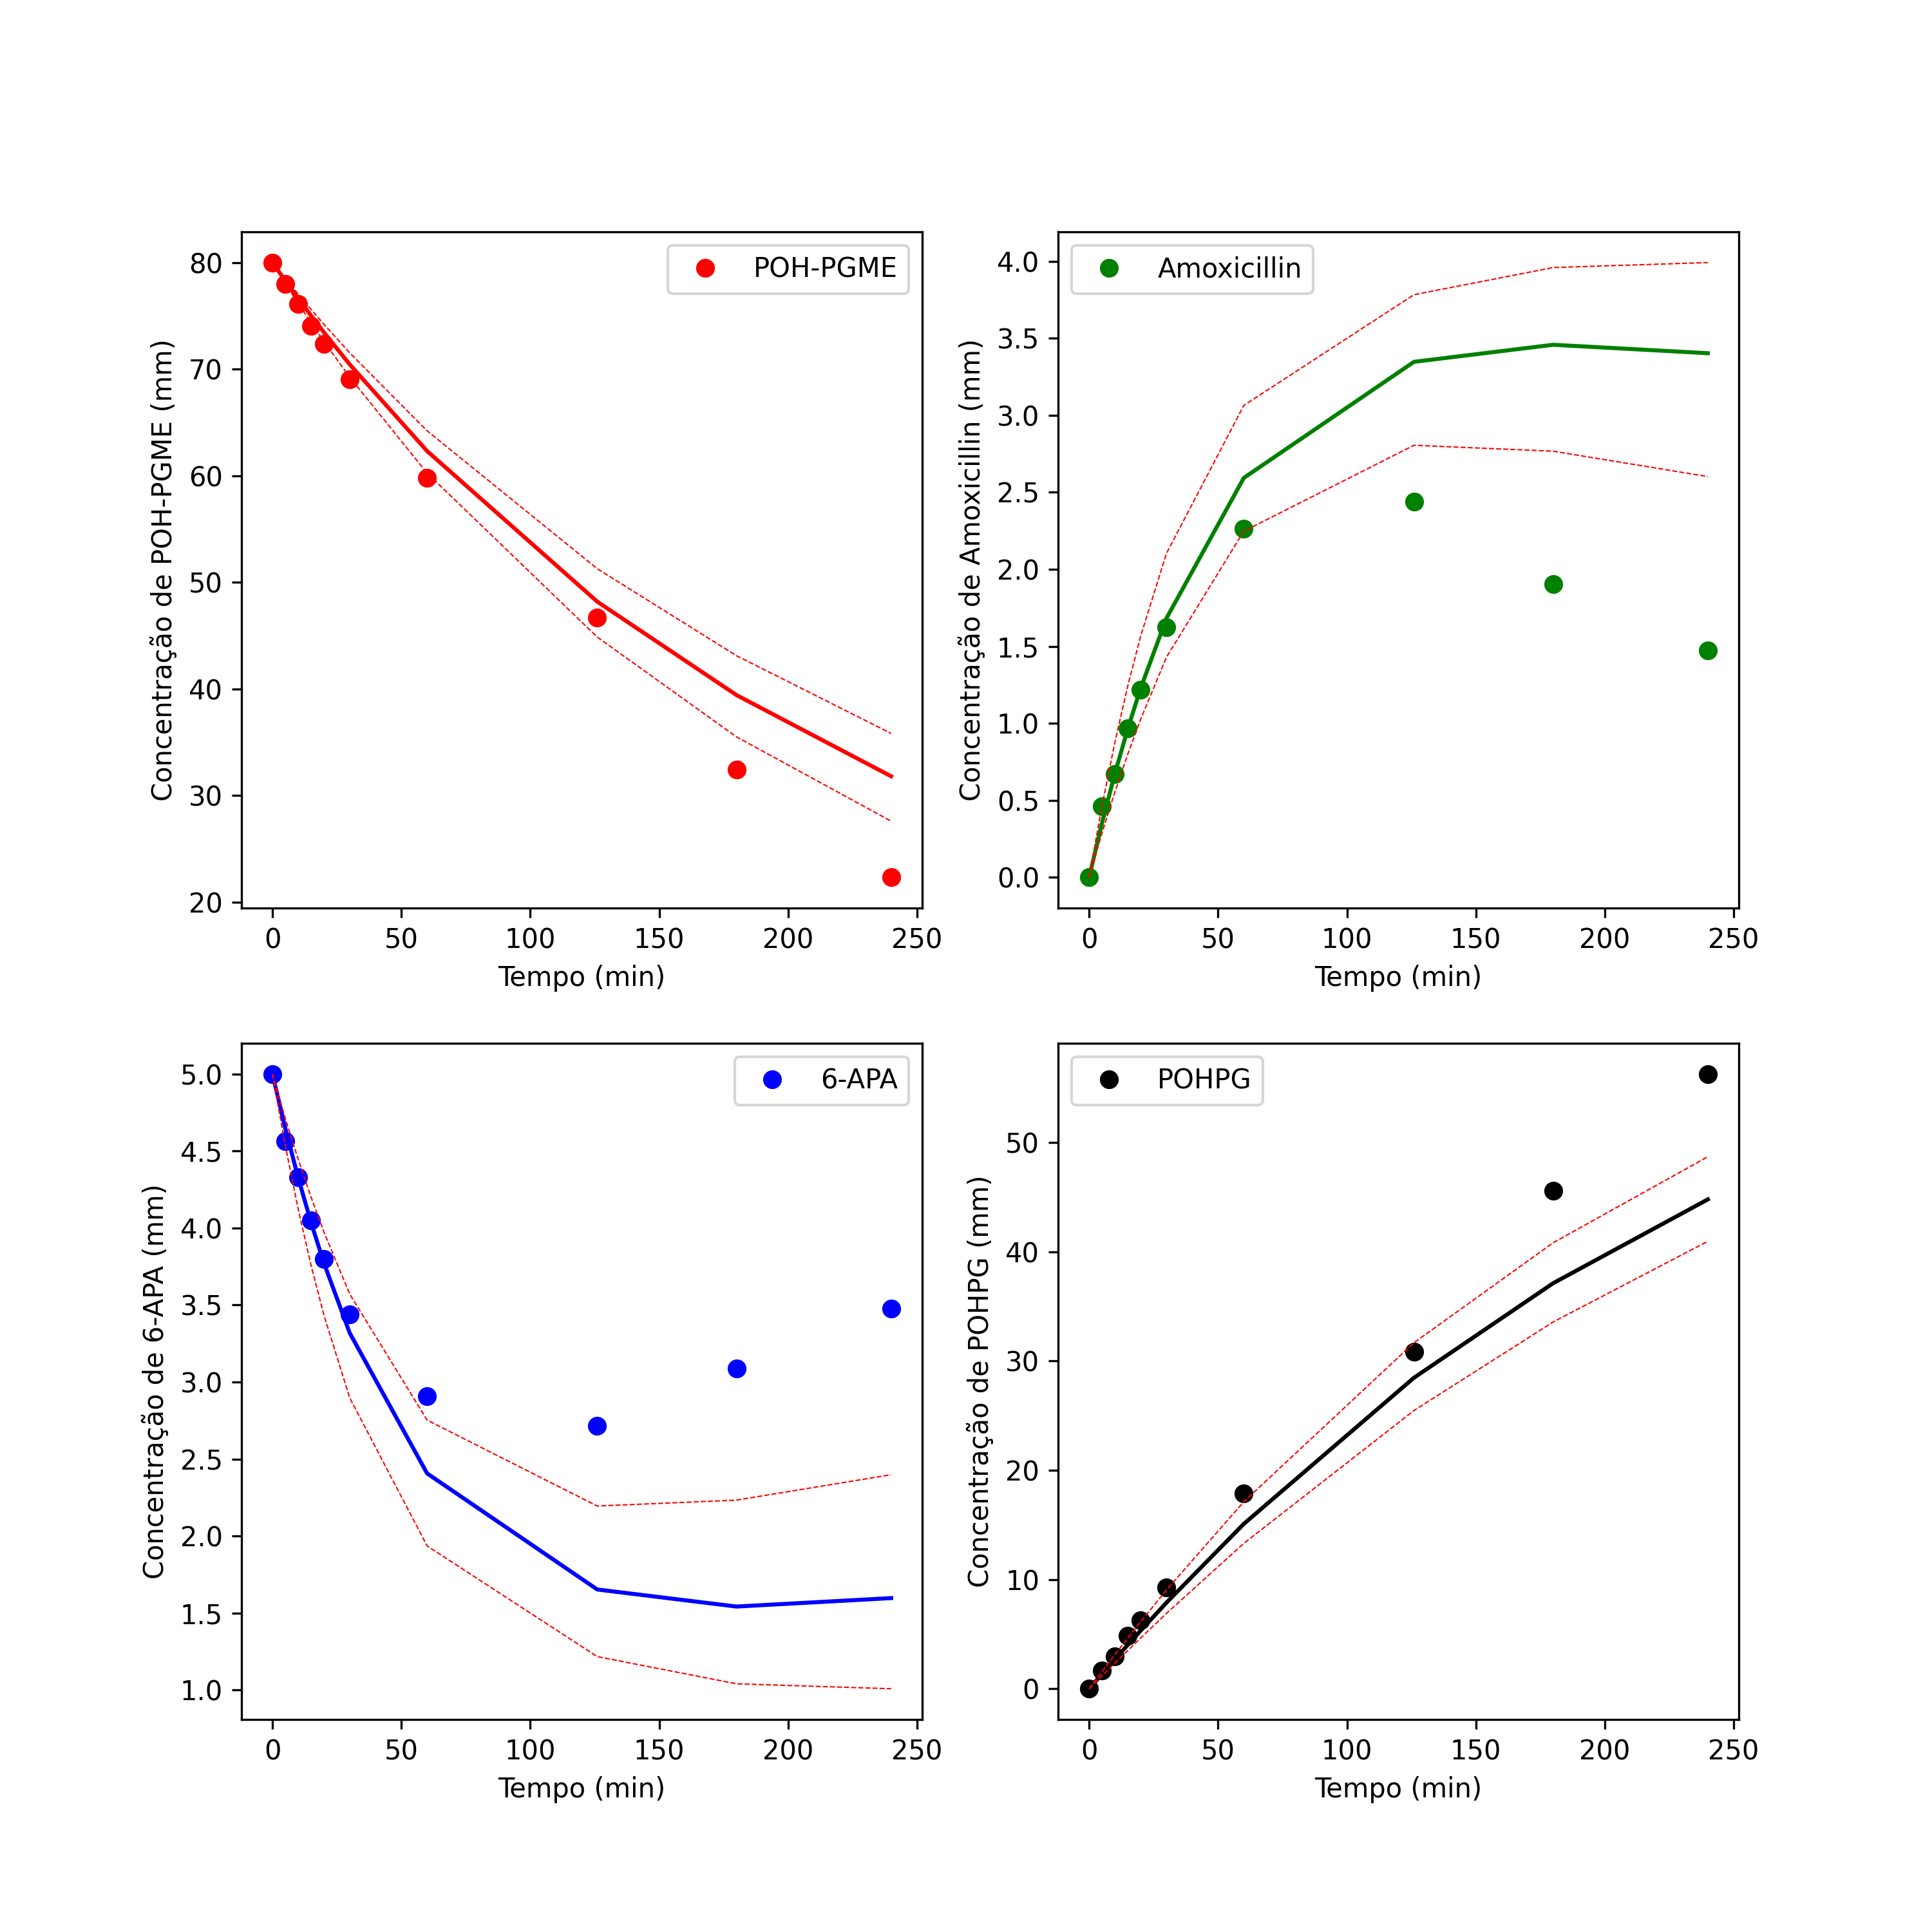 POH-PGME
Concentração de POH-PGME (mm)
80
70
60
50
40
30
20
0 50 100 150 200 250
Tempo (min)
Amoxicillin
Concentração de Amoxicillin (mm)
4.0
3.5
3.0
2.5
2.0
1.5
1.0
0.5
0.0
0 50 100 150 200 250
Tempo (min)
6-APA
Concentração de 6-APA (mm)
5.0
4.5
4.0
3.5
3.0
2.5
2.0
1.5
1.0
0 50 100 150 200 250
Tempo (min)
POHPG
Concentração de POHPG (mm)
50
40
30
20
10
0
0 50 100 150 200 250
Tempo (min)